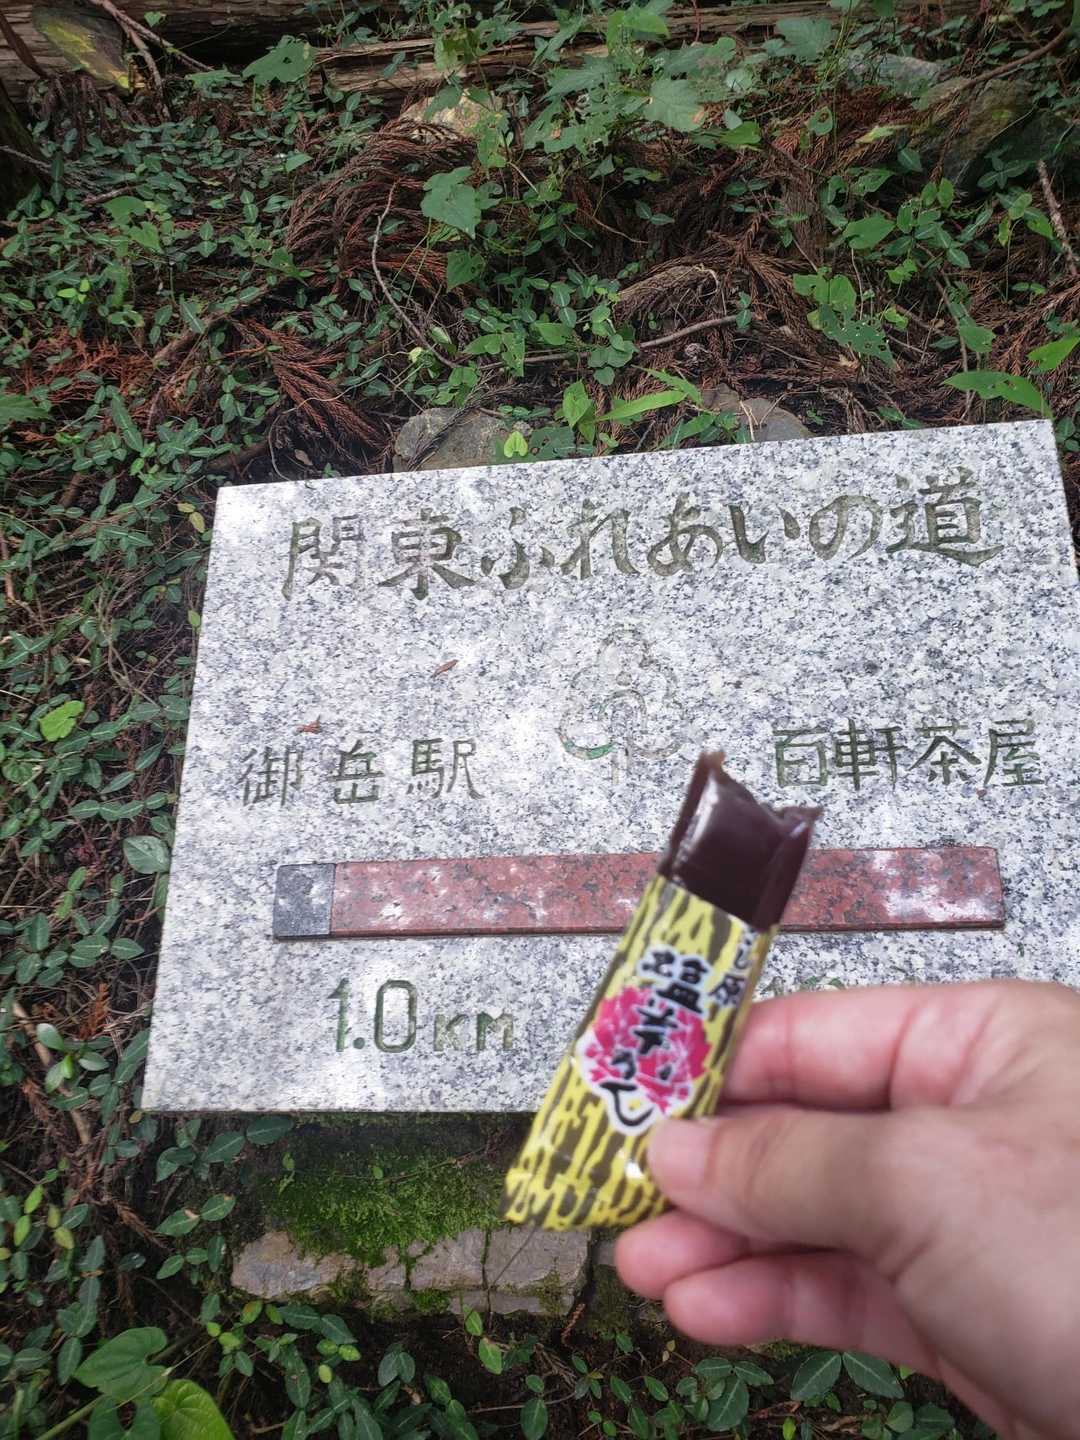 関東ふれあいの道
御岳駅
百軒茶屋
1.0KM
原
塩羊かん